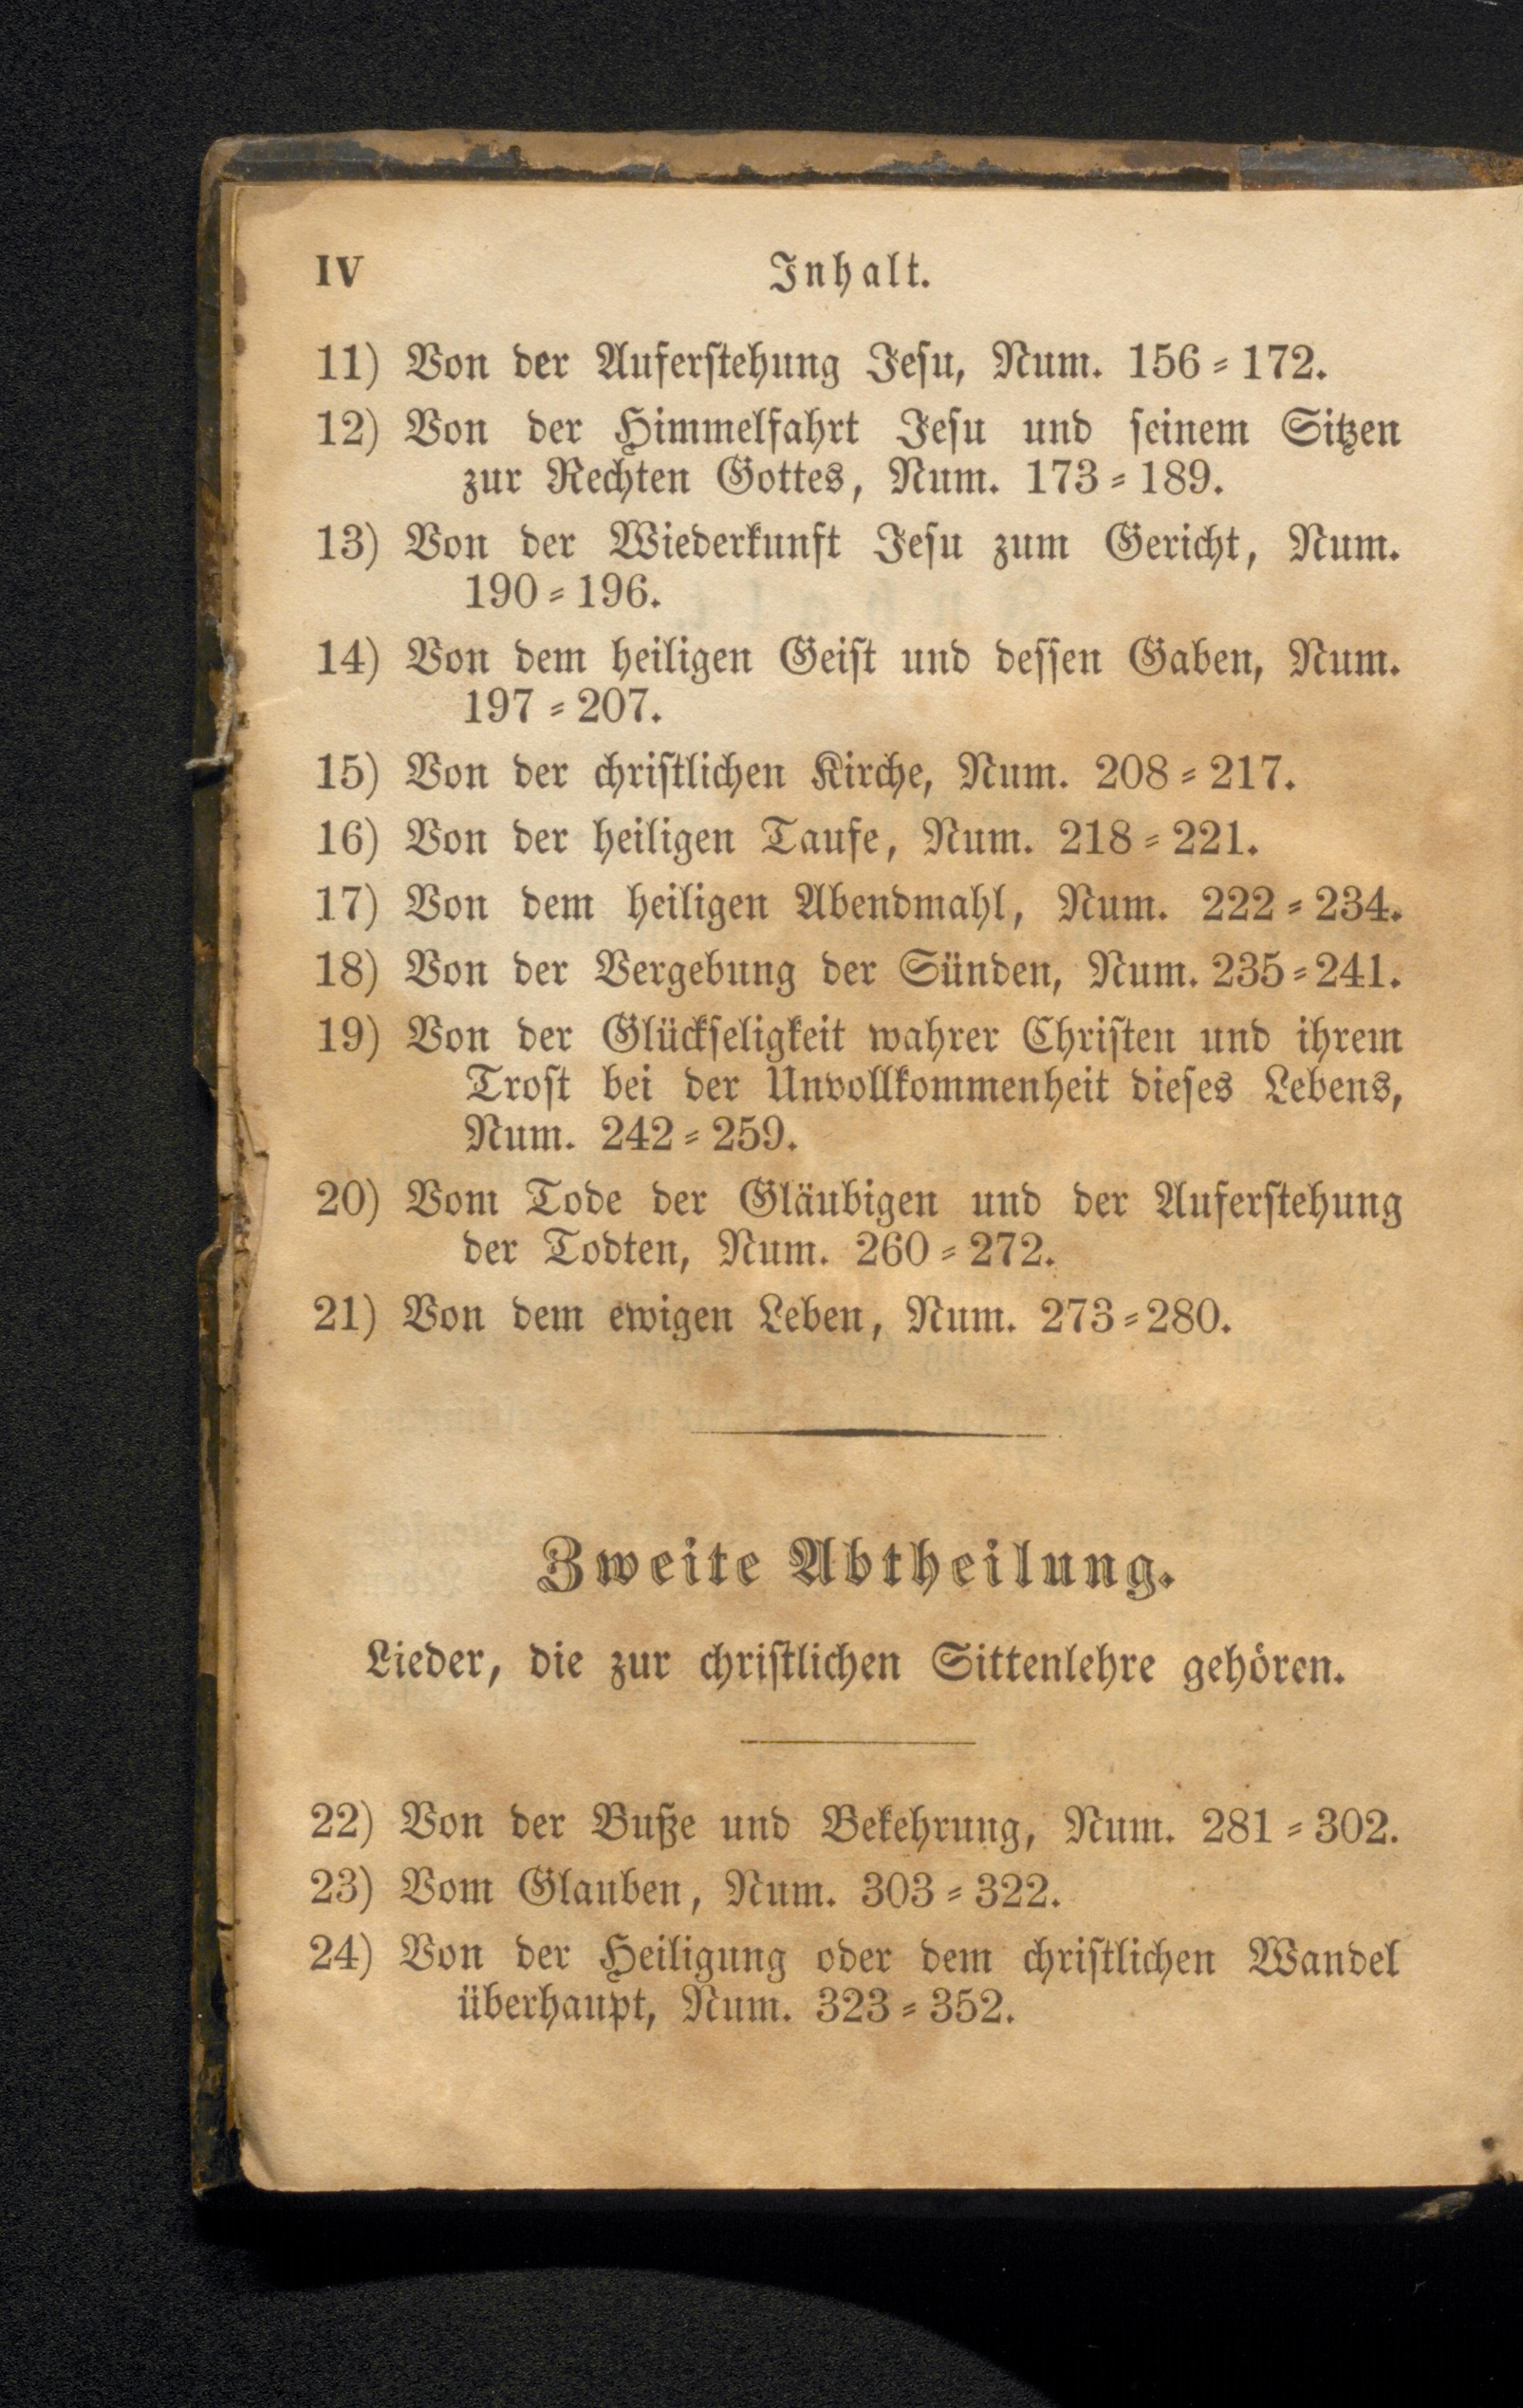 IV Inhalt.
11) Von der Auferstehung Jesu, Num. 156-172.
12) Von der Himmelfahrt Jesu und seinem Sitzen
zur Rechten Gottes, Num. 173-189.
13) Von der Wiederkunft Jesu zum Gericht, Num.
190-196.
14) Von dem heiligen Geist und dessen Gaben, Num.
197-207.
15) Von der christlichen Kirche, Num. 208-217.
16) Von der heiligen Taufe, Num. 218-221.
17) Von dem heiligen Abendmahl, Num. 222-234.
18) Von der Vergebung der Sünden, Num. 235-241.
19) Von der Glückseligkeit wahrer Christen und ihrem
Trost bei der Unvollkommenheit dieses Lebens,
Num. 242-259.
20) Vom Tode der Gläubigen und der Auferstehung
der Todten, Num. 260-272.
21) Von dem ewigen Leben, Num. 273-280.
Zweite Abtheilung.
Lieder, die zur christlichen Sittenlehre gehören.
22) Von der Buße und Bekehrung, Num. 281-302.
23) Vom Glauben, Num. 303-322.
24) Von der Heiligung oder dem christlichen Wandel
überhaupt, Num. 323-352.